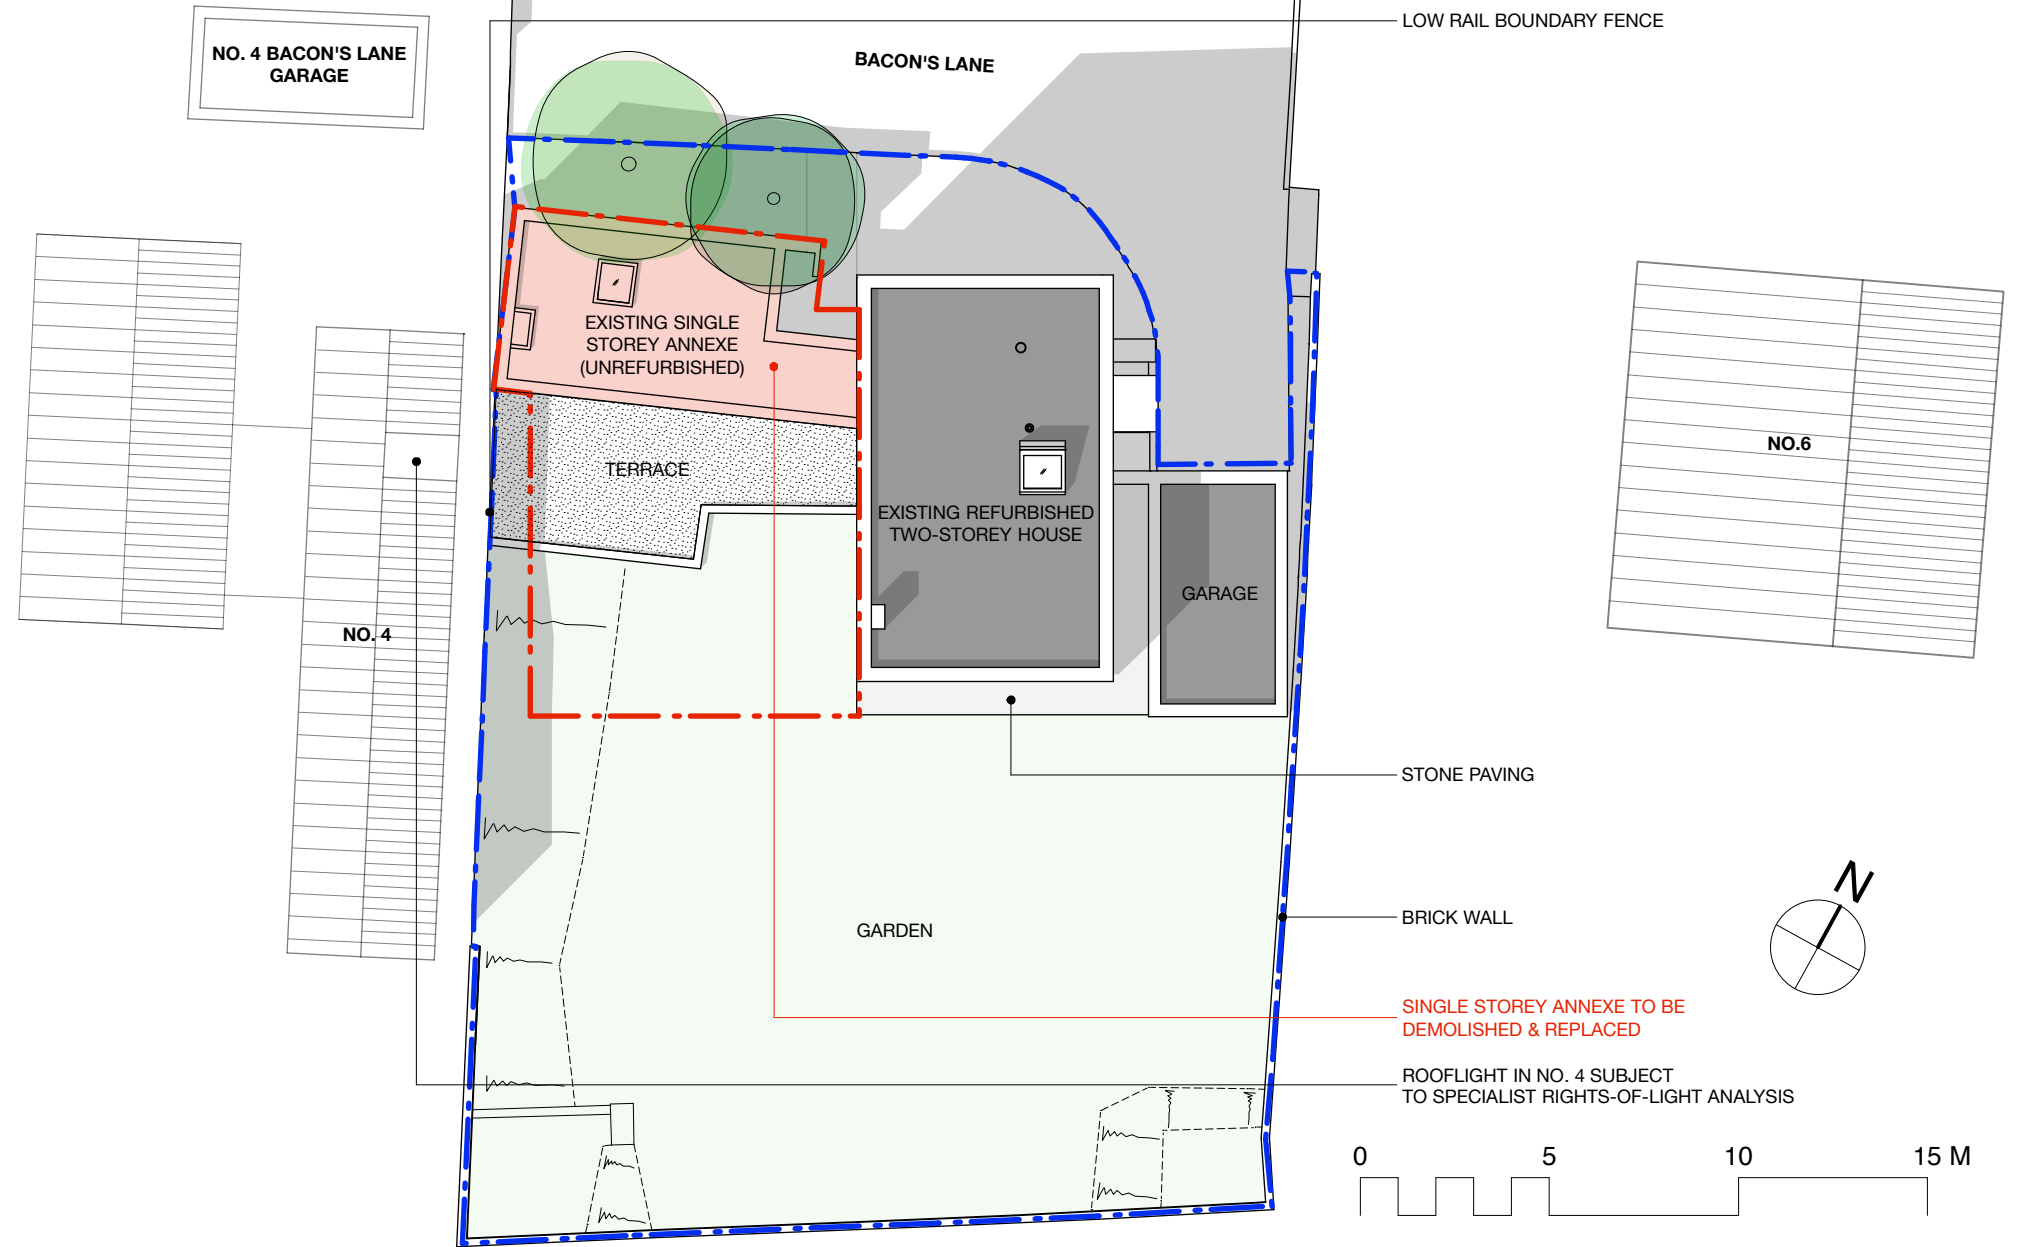 LOW RAIL BOUNDARY FENCE
NO. 4 BACON'S LANE
GARAGE
BACON'S LANE
EXISTING SINGLE
STOREY ANNEXE
(UNREFURBISHED)
TERRACE
NO.6
EXISTING REFURBISHED
TWO-STOREY HOUSE
GARAGE
NO. 4
STONE PAVING
N
BRICK WALL
GARDEN
SINGLE STOREY ANNEXE TO BE
DEMOLISHED & REPLACED
ROOFLIGHT IN NO. 4 SUBJECT
TO SPECIALIST RIGHTS-OF-LIGHT ANALYSIS
0 5 10 15 M